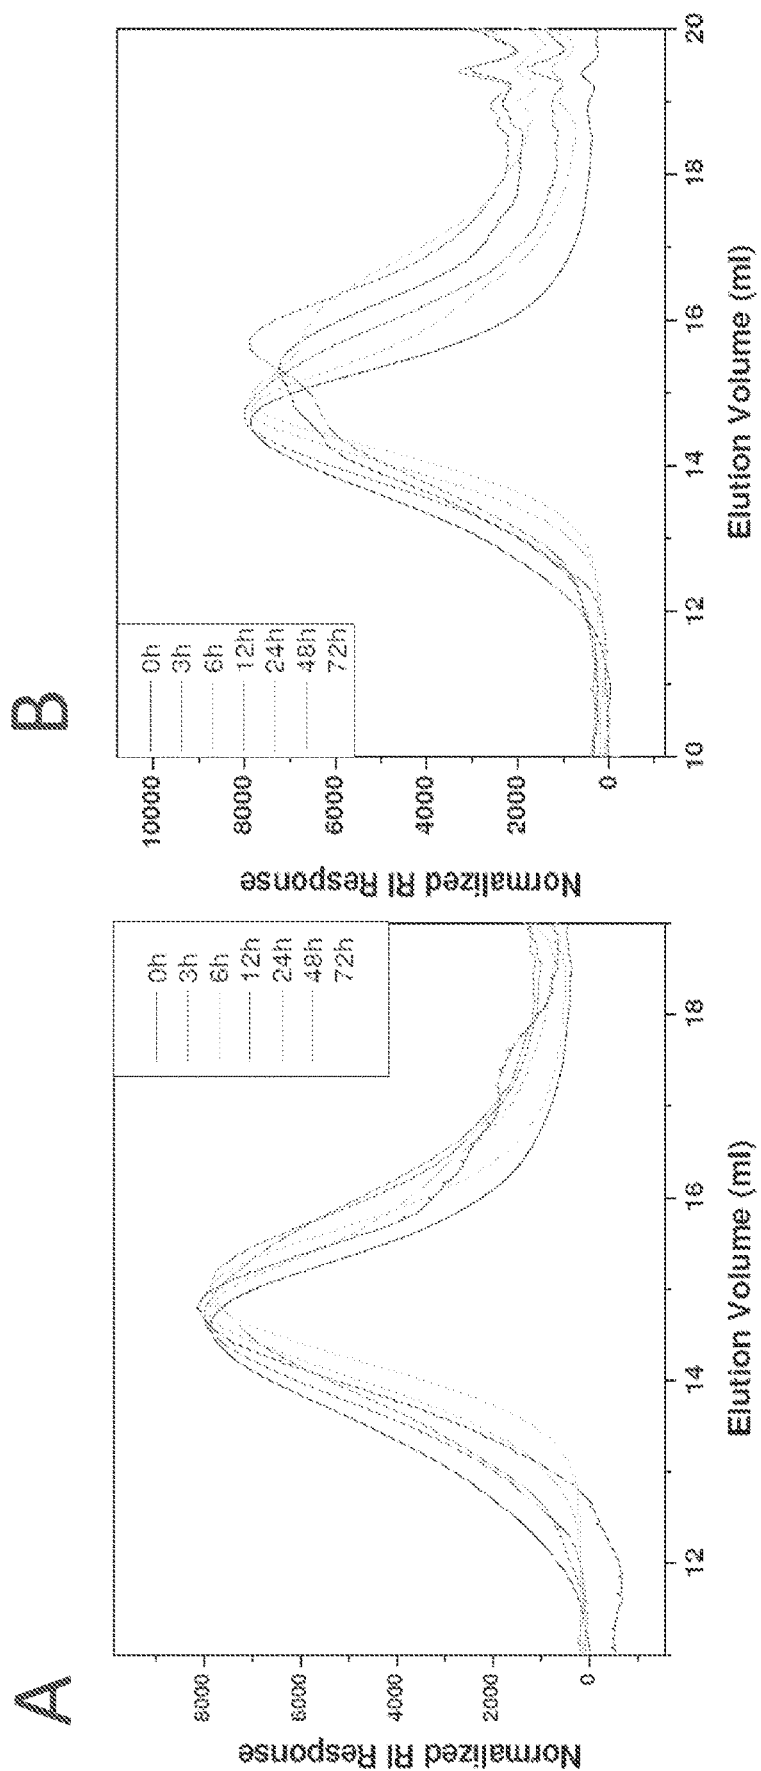 A
Normalized RI Response
8000
6000
4000
2000
0
12
14
16
18
Elution Volume (ml)
0h
3h
6h
12h
24h
48h
72h
B
Normalized RI Response
10000
8000
6000
4000
2000
0
10
12
14
16
18
20
Elution Volume (ml)
0h
3h
6h
12h
24h
48h
72h